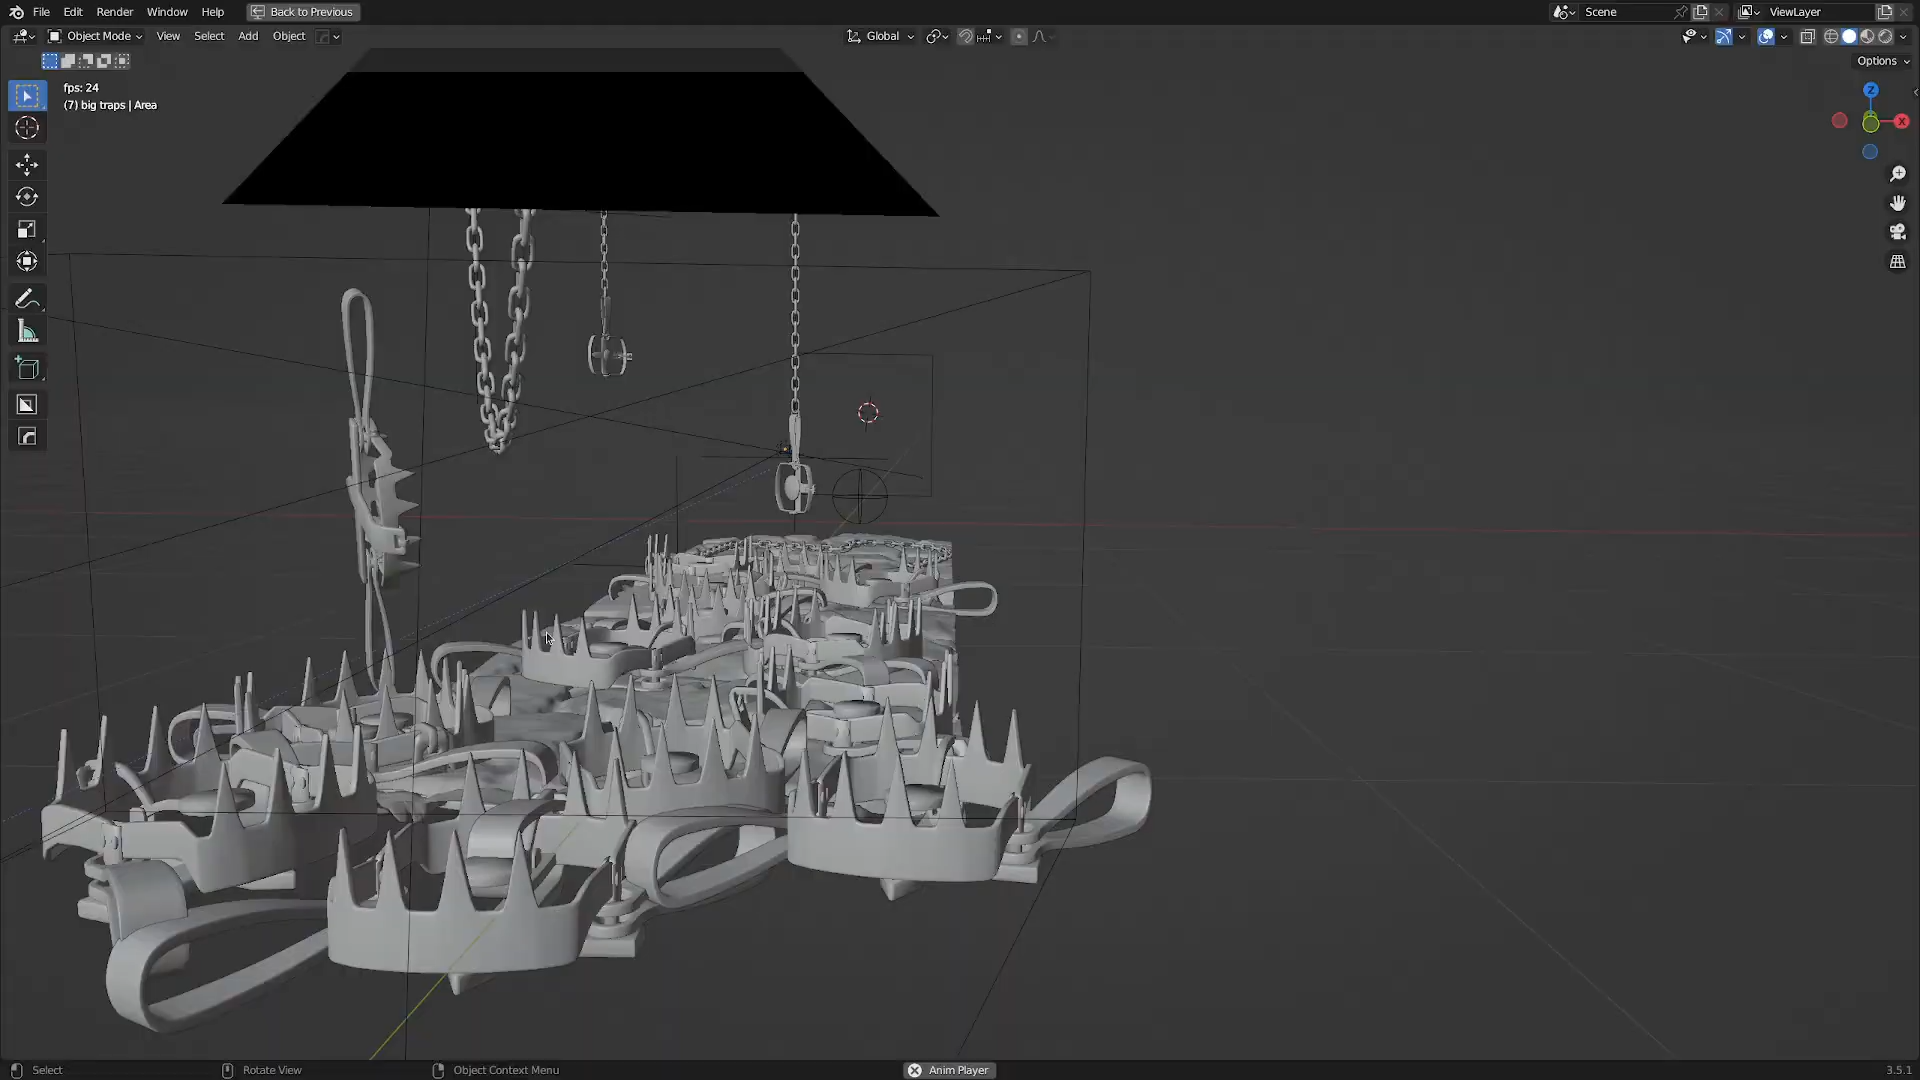 File Edit Render Window Help Back to Previous Scene ViewLayer
Object Mode View Select Add Object Global
Options
fps: 24
(7) big traps | Area
Z
X
Select Rotate View Object Context Menu Anim Player 3.5.1